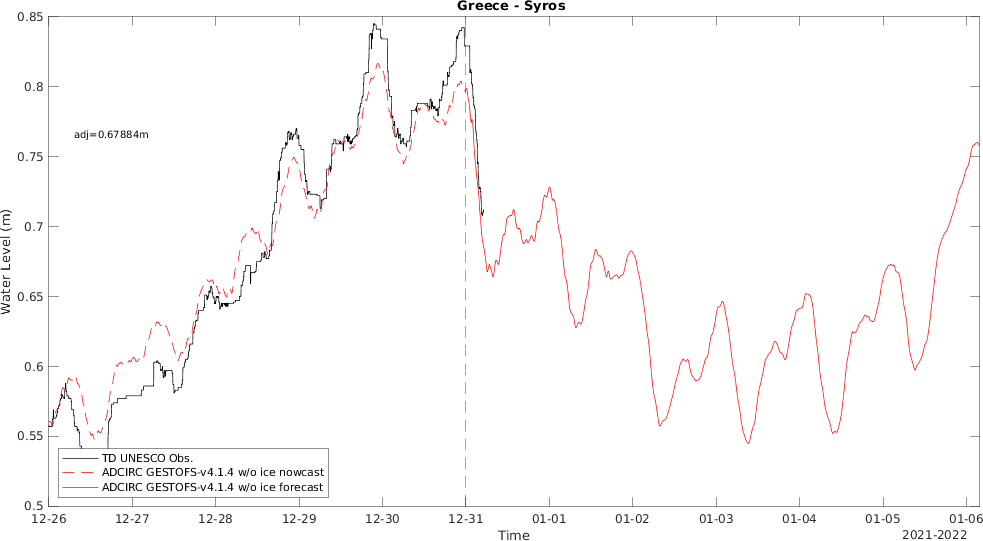 Greece - Syros
0.85
0.8
0.75
0.7
0.65
0.6
0.55
0.5
Water Level (m)
adj=0.67884m
TD UNESCO Obs.
ADCIRC GESTOFS-v4.1.4 w/o ice nowcast
ADCIRC GESTOFS-v4.1.4 w/o ice forecast
12-26 12-27 12-28 12-29 12-30 12-31 01-01 01-02 01-03 01-04 01-05 01-06
Time
2021-2022